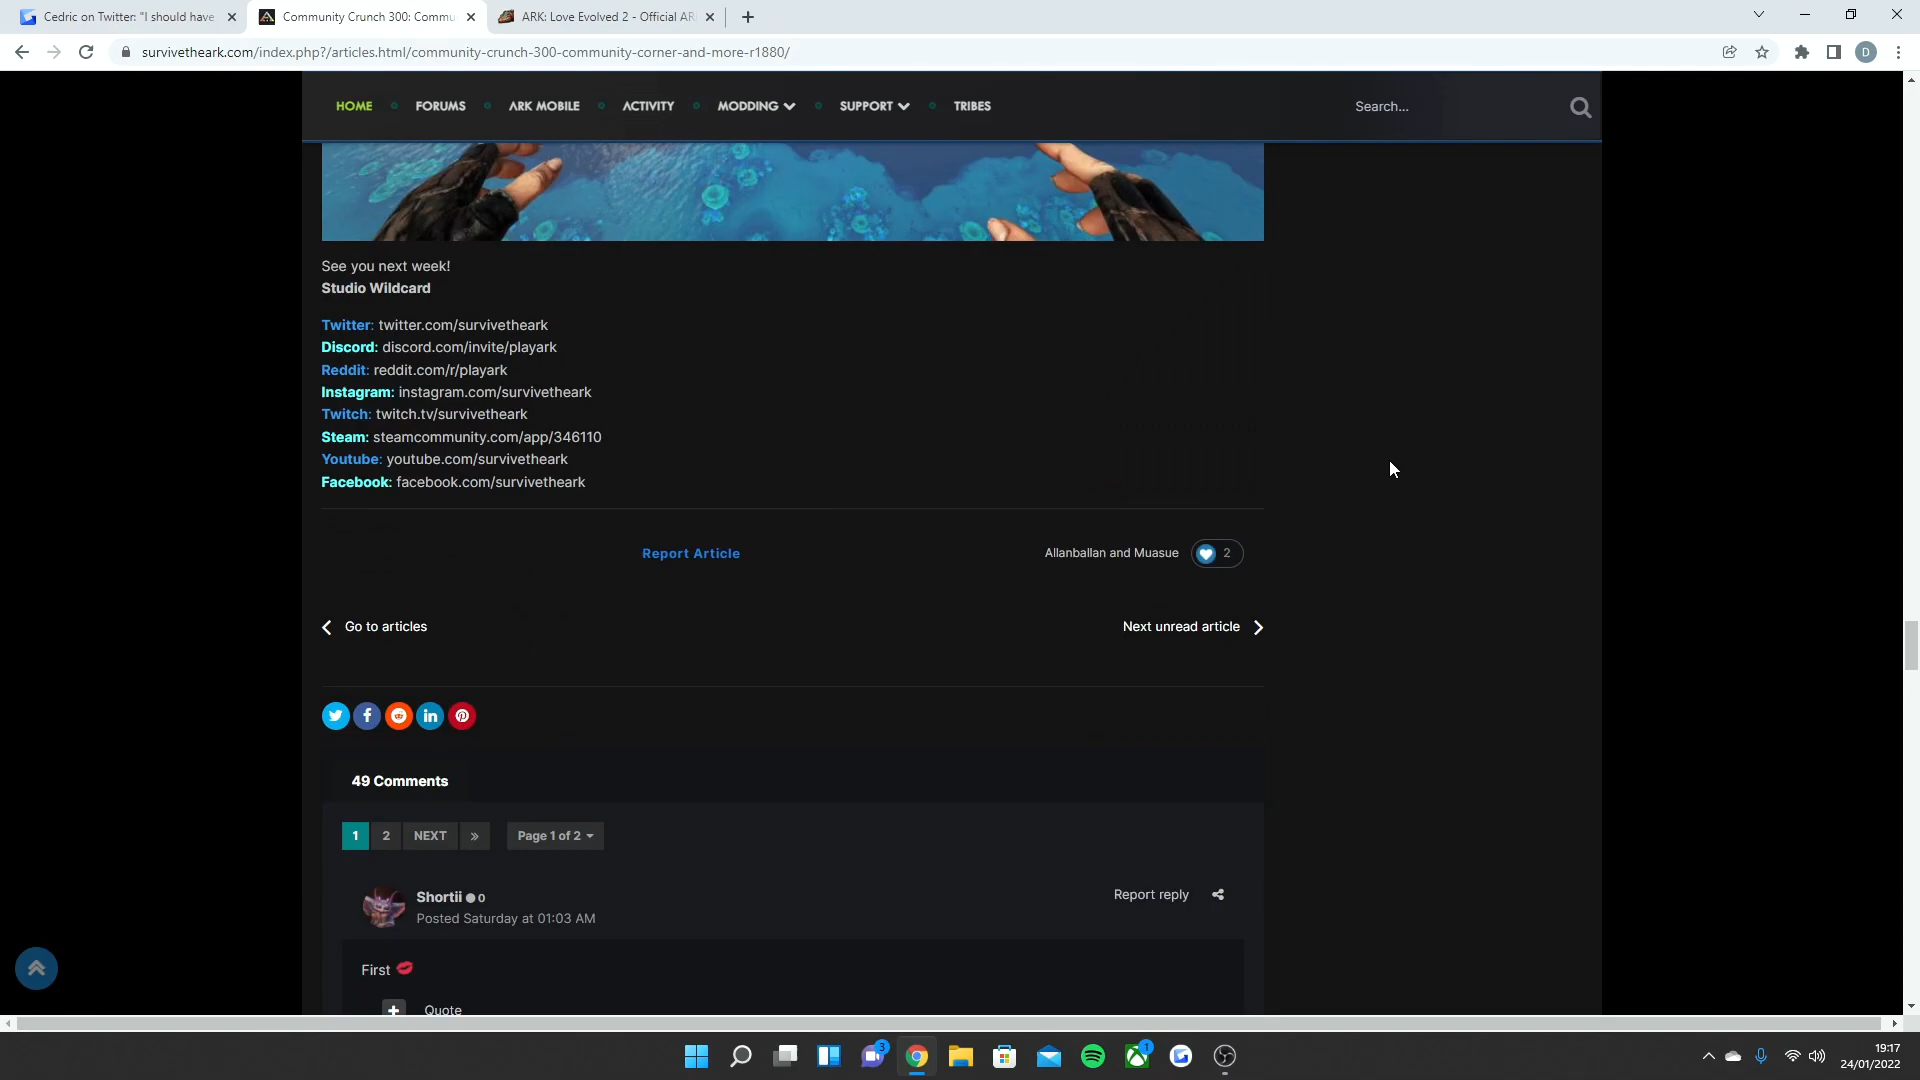 Cedric on Twitter: "I should have
Community Crunch 300: Commu
ARK: Love Evolved 2 - Official AR
survivetheark.com/index.php?/articles.html/community-crunch-300-community-corner-and-more-r1880/
D
HOME FORUMS ARK MOBILE ACTIVITY MODDING SUPPORT TRIBES Search...
See you next week!
Studio Wildcard
Twitter: twitter.com/survivetheark
Discord: discord.com/invite/playark
Reddit: reddit.com/r/playark
Instagram: instagram.com/survivetheark
Twitch: twitch.tv/survivetheark
Steam: steamcommunity.com/app/346110
Youtube: youtube.com/survivetheark
Facebook: facebook.com/survivetheark
Report Article Allanballan and Muasue 2
Go to articles Next unread article
49 Comments
1 2 NEXT » Page 1 of 2
Shortii 0 Report reply
Posted Saturday at 01:03 AM
First
+ Quote
3 1
19:17
24/01/2022